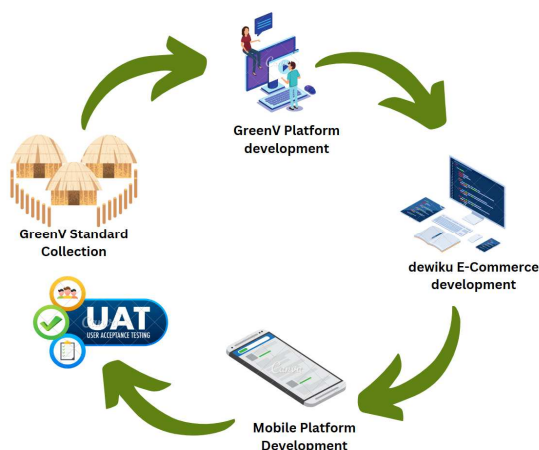 GreenV Platform
development
GreenV Standard
Collection
dewiku E-Commerce
development
UAT
USER ACCEPTANCE TESTING
Mobile Platform
Development